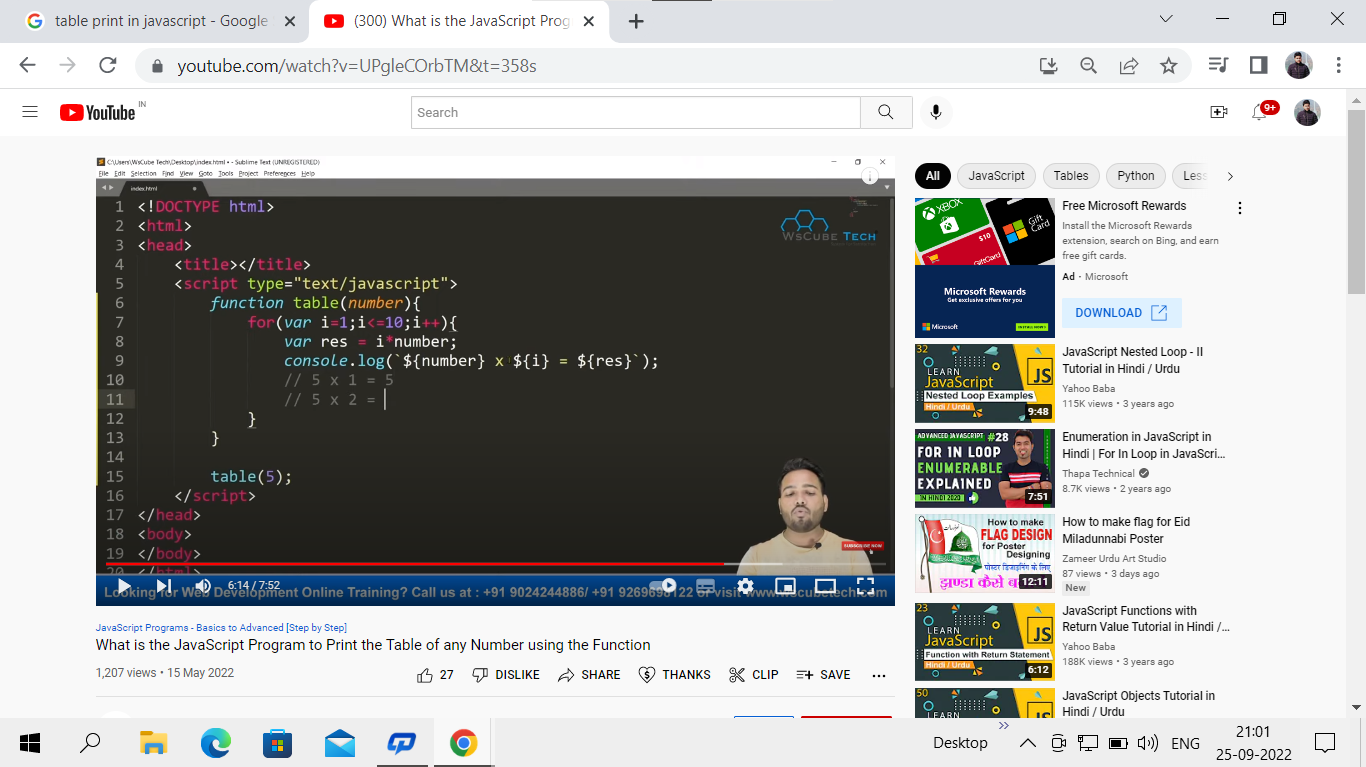 table print in javascript - Google
(300) What is the JavaScript Prog
youtube.com/watch?v=UPgleCOrbTM&t=358s
YouTube IN
Search
9+
C:\Users\WsCube Tech\Desktop\index.html • - Sublime Text (UNREGISTERED)
File Edit Selection Find View Goto Tools Project Preferences Help
index.html
1 <!DOCTYPE html>
2 <html>
3 <head>
4 <title></title>
5 <script type="text/javascript">
6 function table(number){
7 for(var i=1;i<=10;i++){
8 var res = i*number;
9 console.log(`${number} x ${i} = ${res}`);
10 // 5 x 1 = 5
11 // 5 x 2 =
12 }
13 }
14
15 table(5);
16 </script>
17 </head>
18 <body>
19 </body>
20 </html>
WsCube Tech
SUBSCRIBE NOW
6:14 / 7:52
Looking for Web Development Online Training? Call us at : +91 9024244886/ +91 9269698122 or visit www.wscubetech.com
JavaScript Programs - Basics to Advanced [Step by Step]
What is the JavaScript Program to Print the Table of any Number using the Function
1,207 views • 15 May 2022
27 DISLIKE SHARE THANKS CLIP SAVE
All JavaScript Tables Python Less
XBOX
$10
Gift Card
GiftCard
Microsoft Rewards
Get exclusive offers for you
Microsoft
INSTALL NOW >
Free Microsoft Rewards
Install the Microsoft Rewards
extension, search on Bing, and earn
free gift cards.
Ad • Microsoft
DOWNLOAD
32
LEARN
JavaScript
JS
Nested Loop Examples
Hindi / Urdu
9:48
JavaScript Nested Loop - II
Tutorial in Hindi / Urdu
Yahoo Baba
115K views • 3 years ago
ADVANCED JAVASCRIPT #28
FOR IN LOOP
ENUMERABLE
EXPLAINED
IN HINDI 2020
7:51
Enumeration in JavaScript in
Hindi | For In Loop in JavaScri...
Thapa Technical
8.7K views • 2 years ago
How to make
FLAG DESIGN
for Poster
Designing
पोस्टर डिजाइनिंग के लिए
झण्डा कैसे
12:11
How to make flag for Eid
Miladunnabi Poster
Zameer Urdu Art Studio
87 views • 3 days ago
New
23
LEARN
JavaScript
JS
Function with Return Statement
Hindi / Urdu
6:12
JavaScript Functions with
Return Value Tutorial in Hindi /...
Yahoo Baba
188K views • 3 years ago
50
LEARN
JS
JavaScript Objects Tutorial in
Hindi / Urdu
Desktop
ENG
21:01
25-09-2022